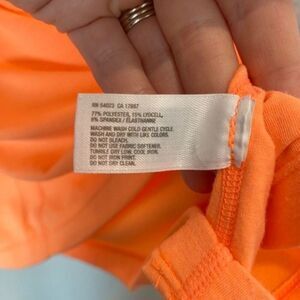 RN 54023 CA 17897
77% POLYESTER, 15% LYOCELL,
8% SPANDEX / ÉLASTHANNE
MACHINE WASH COLD GENTLE CYCLE
WASH AND DRY WITH LIKE COLORS.
DO NOT BLEACH.
DO NOT USE FABRIC SOFTENER.
TUMBLE DRY LOW, COOL IRON.
DO NOT IRON PRINT.
DO NOT DRY CLEAN.